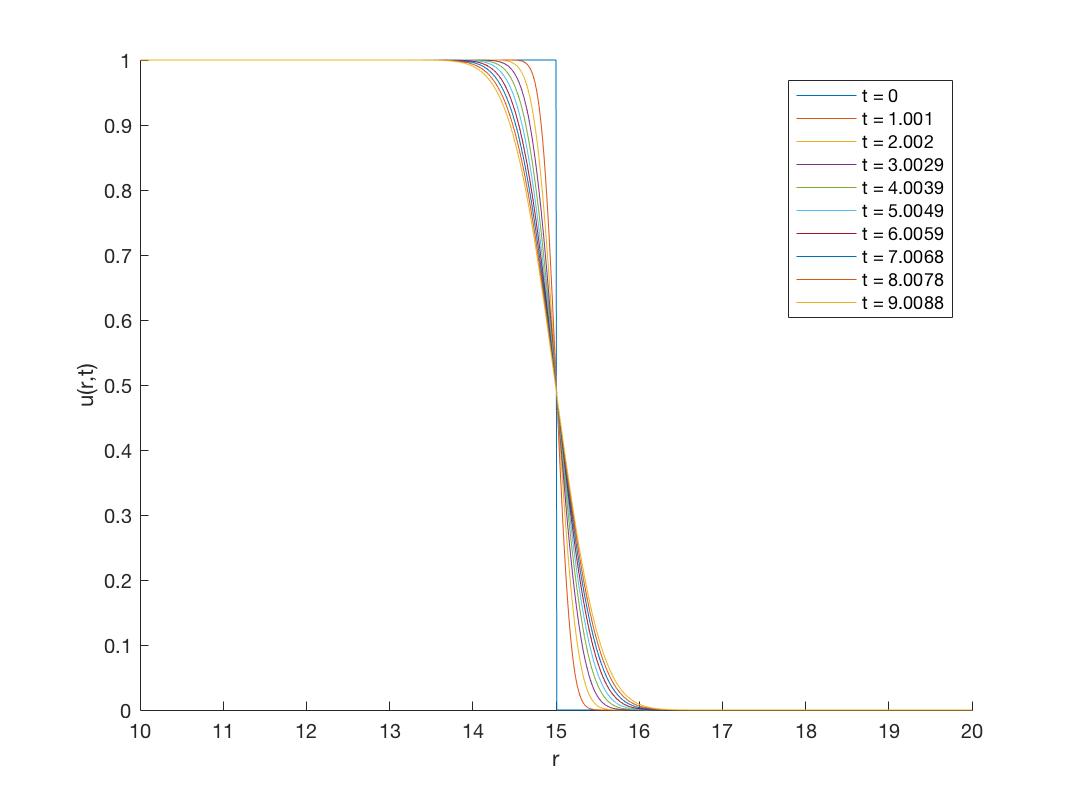 1
0.9
0.8
0.7
0.6
0.5
0.4
0.3
0.2
0.1
0
u(r,t)
10 11 12 13 14 15 16 17 18 19 20
r
t = 0
t = 1.001
t = 2.002
t = 3.0029
t = 4.0039
t = 5.0049
t = 6.0059
t = 7.0068
t = 8.0078
t = 9.0088